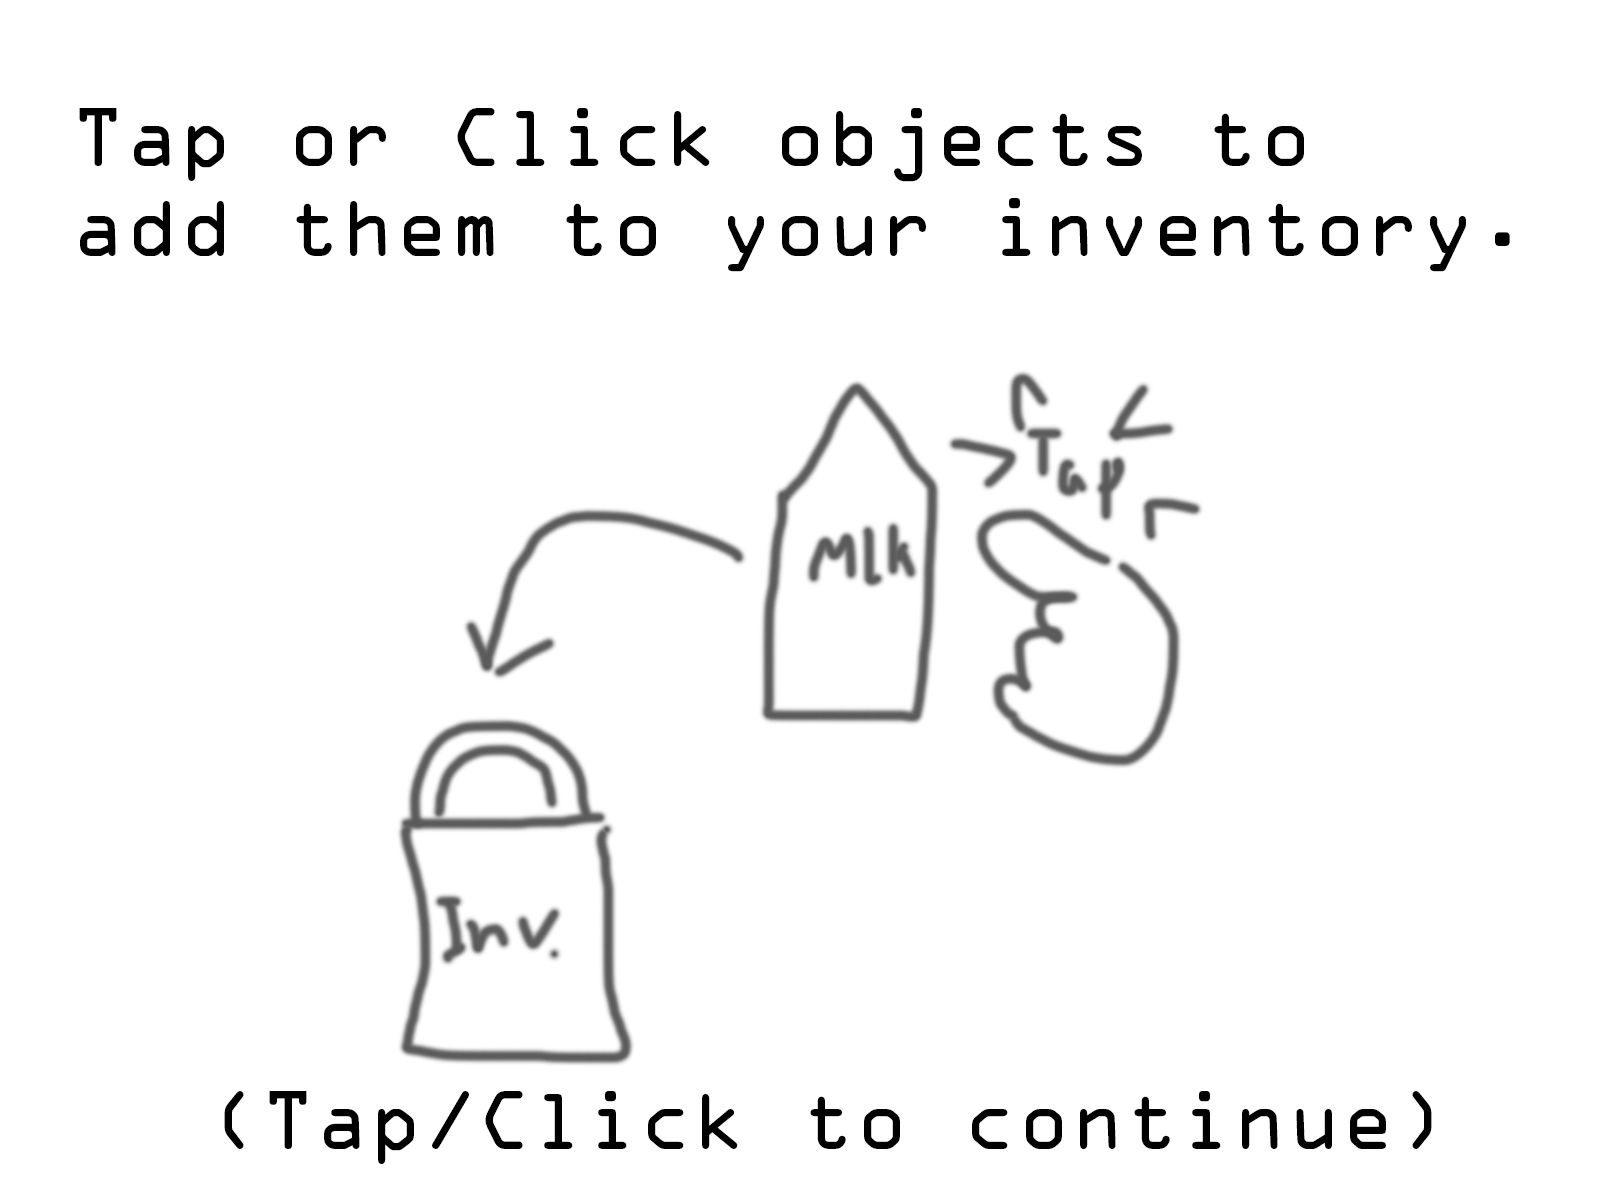 Tap or Click objects to
add them to your inventory.
Tap
Mlk
Inv.
(Tap/Click to continue)